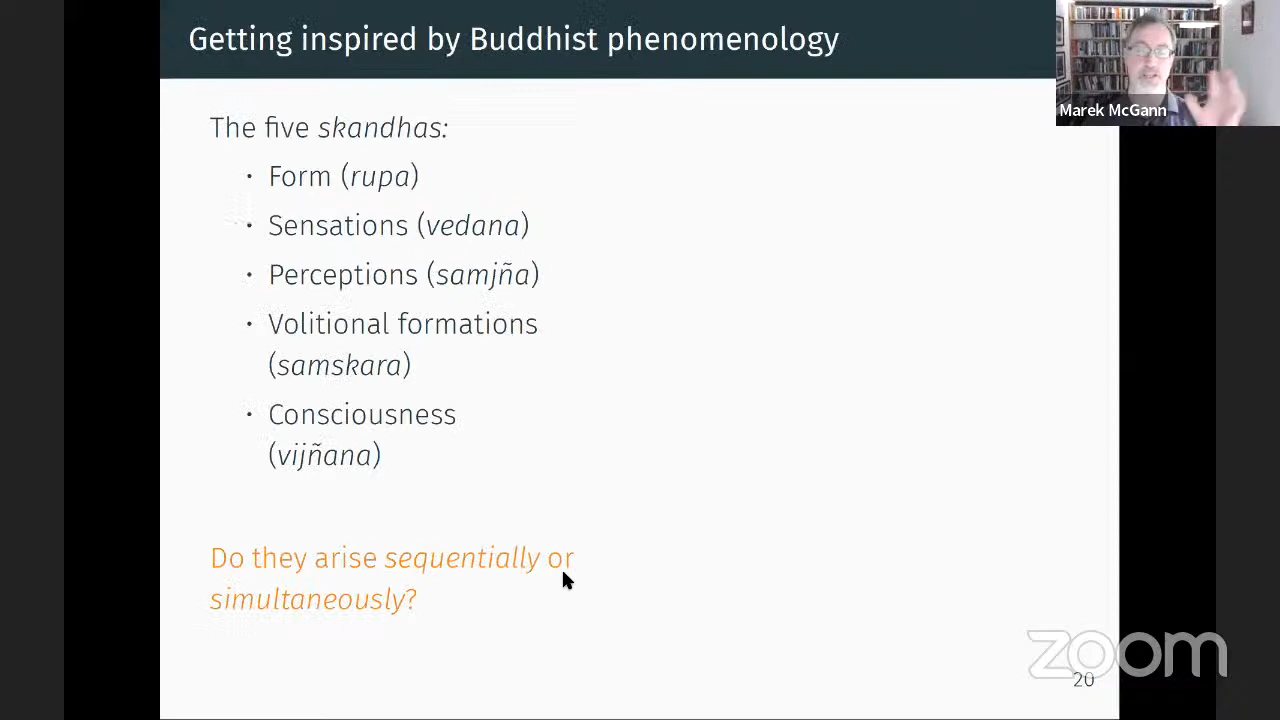 Getting inspired by Buddhist phenomenology
Marek McGann
The five skandhas:
· Form (rupa)
· Sensations (vedana)
· Perceptions (samjña)
· Volitional formations
(samskara)
· Consciousness
(vijñana)
Do they arise sequentially or
simultaneously?
zoom
20